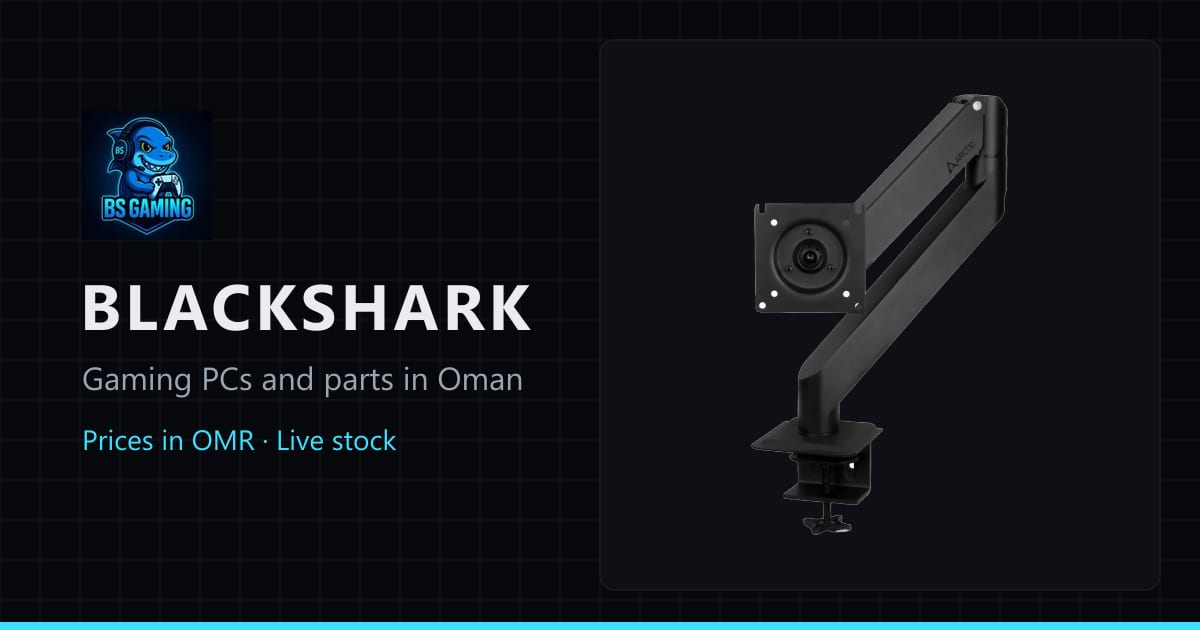 BS
BS GAMING
BLACKSHARK
Gaming PCs and parts in Oman
Prices in OMR · Live stock
ARCTIC